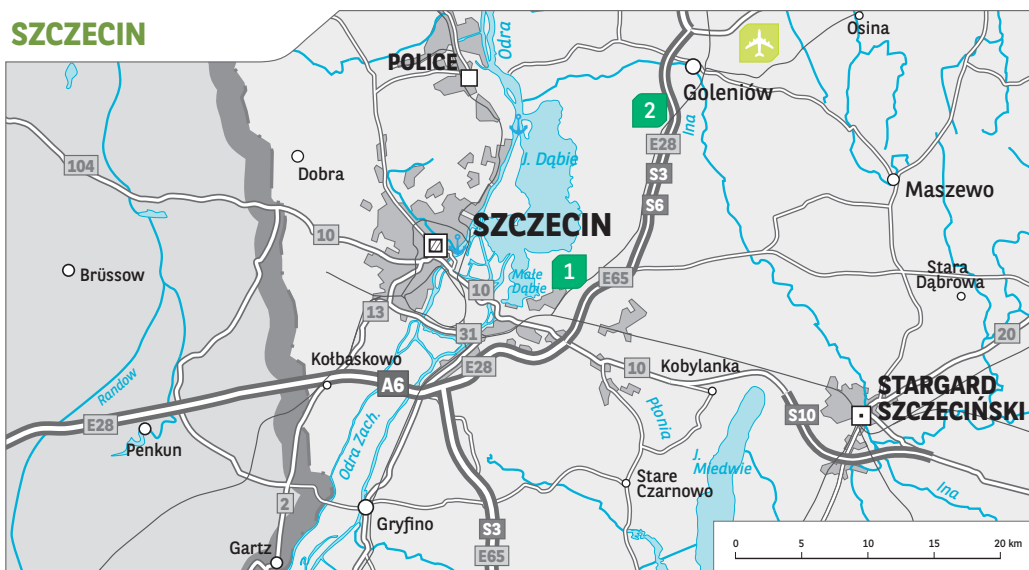 SZCZECIN
Odra
Osina
POLICE
Goleniów
2
Ina
E28
J. Dąbie
104
Dobra
S3
Maszewo
S6
SZCZECIN
10
Brüssow
Małe
Dąbie
1
E65
Stara
Dąbrowa
10
13
31
20
Kołbaskowo
E28
10
Kobylanka
A6
STARGARD
SZCZECIŃSKI
Randow
E28
Płonia
S10
Penkun
Odra Zach.
J. Miedwie
Stare
Czarnowo
Ina
2
Gryfino
S3
Gartz
E65
0 5 10 15 20 km